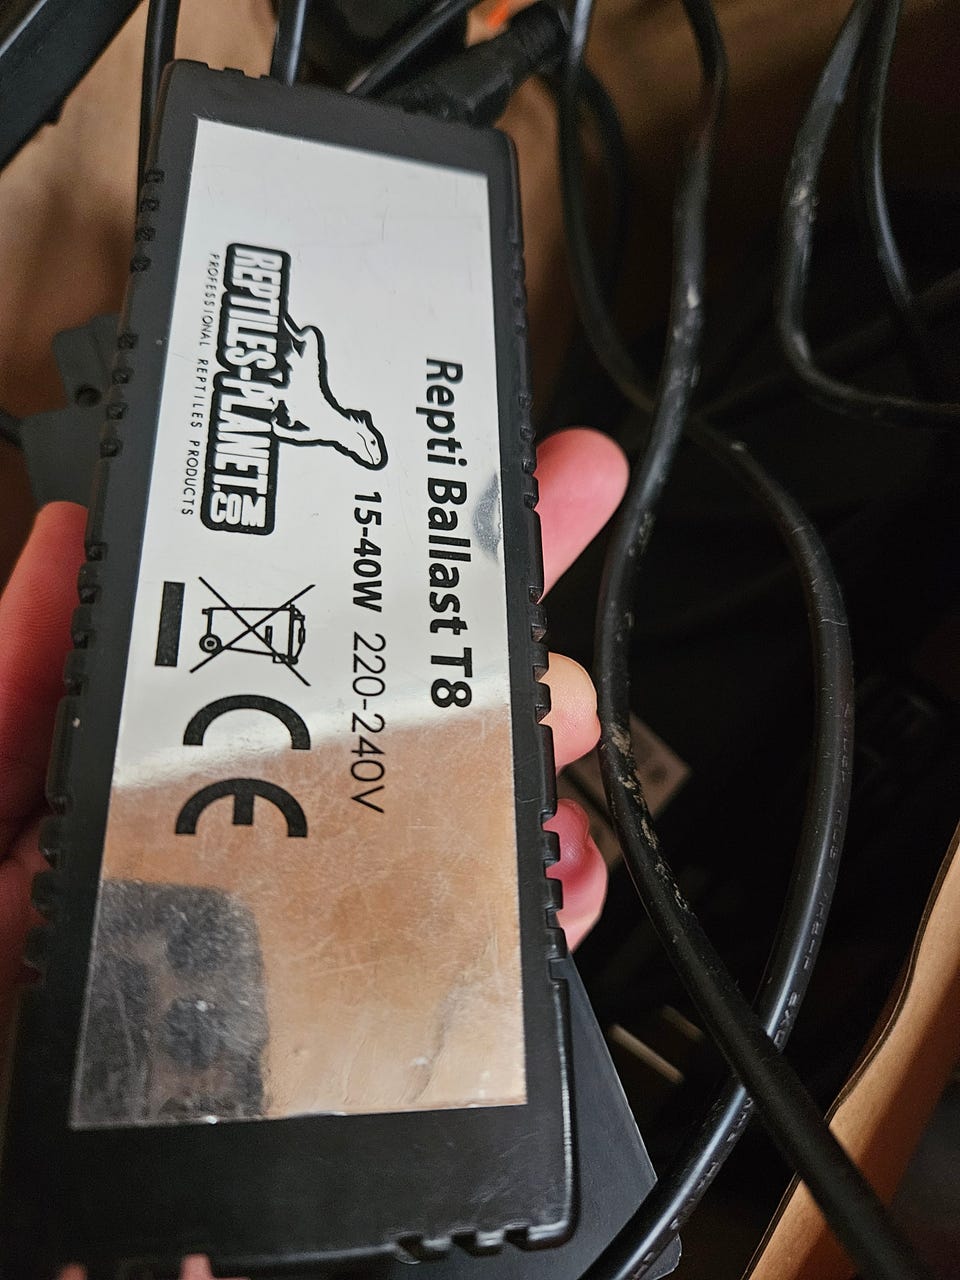 Repti Ballast T8
15-40W 220-240V
REPTILES-PLANET.COM
PROFESSIONAL REPTILES PRODUCTS
CE